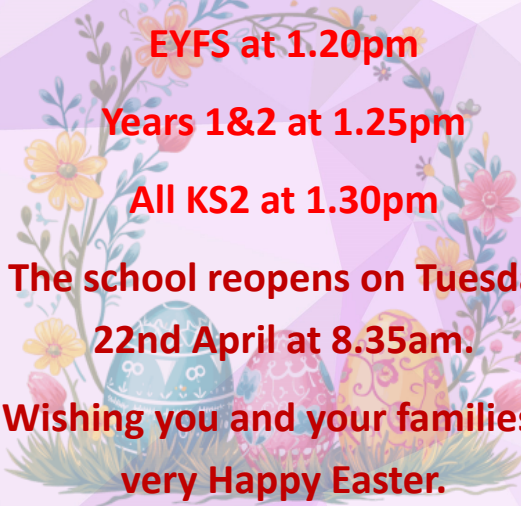 EYFS at 1.20pm
Years 1&2 at 1.25pm
All KS2 at 1.30pm
The school reopens on Tuesda
22nd April at 8.35am.
Wishing you and your families
very Happy Easter.